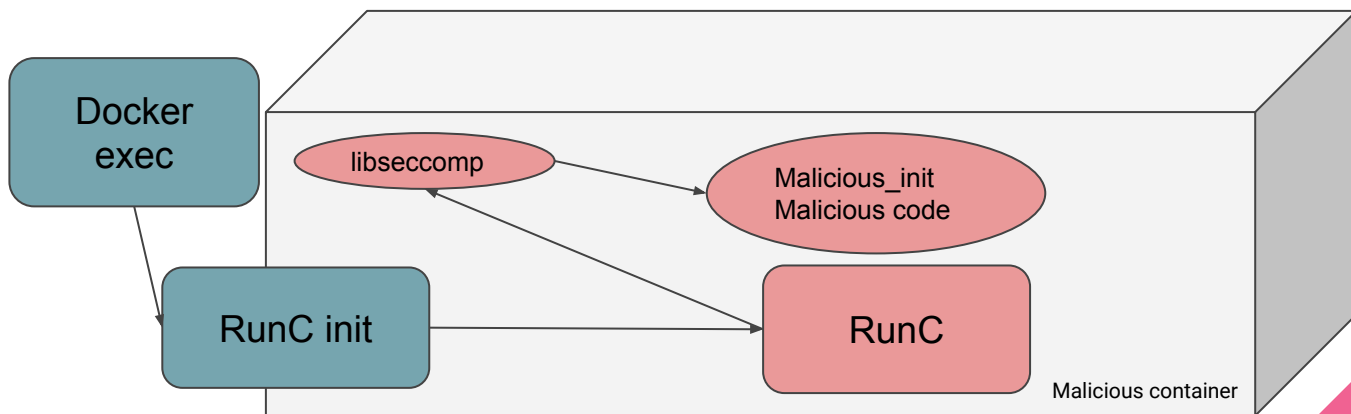 Docker
exec
libseccomp
Malicious_init
Malicious code
RunC init
RunC
Malicious container